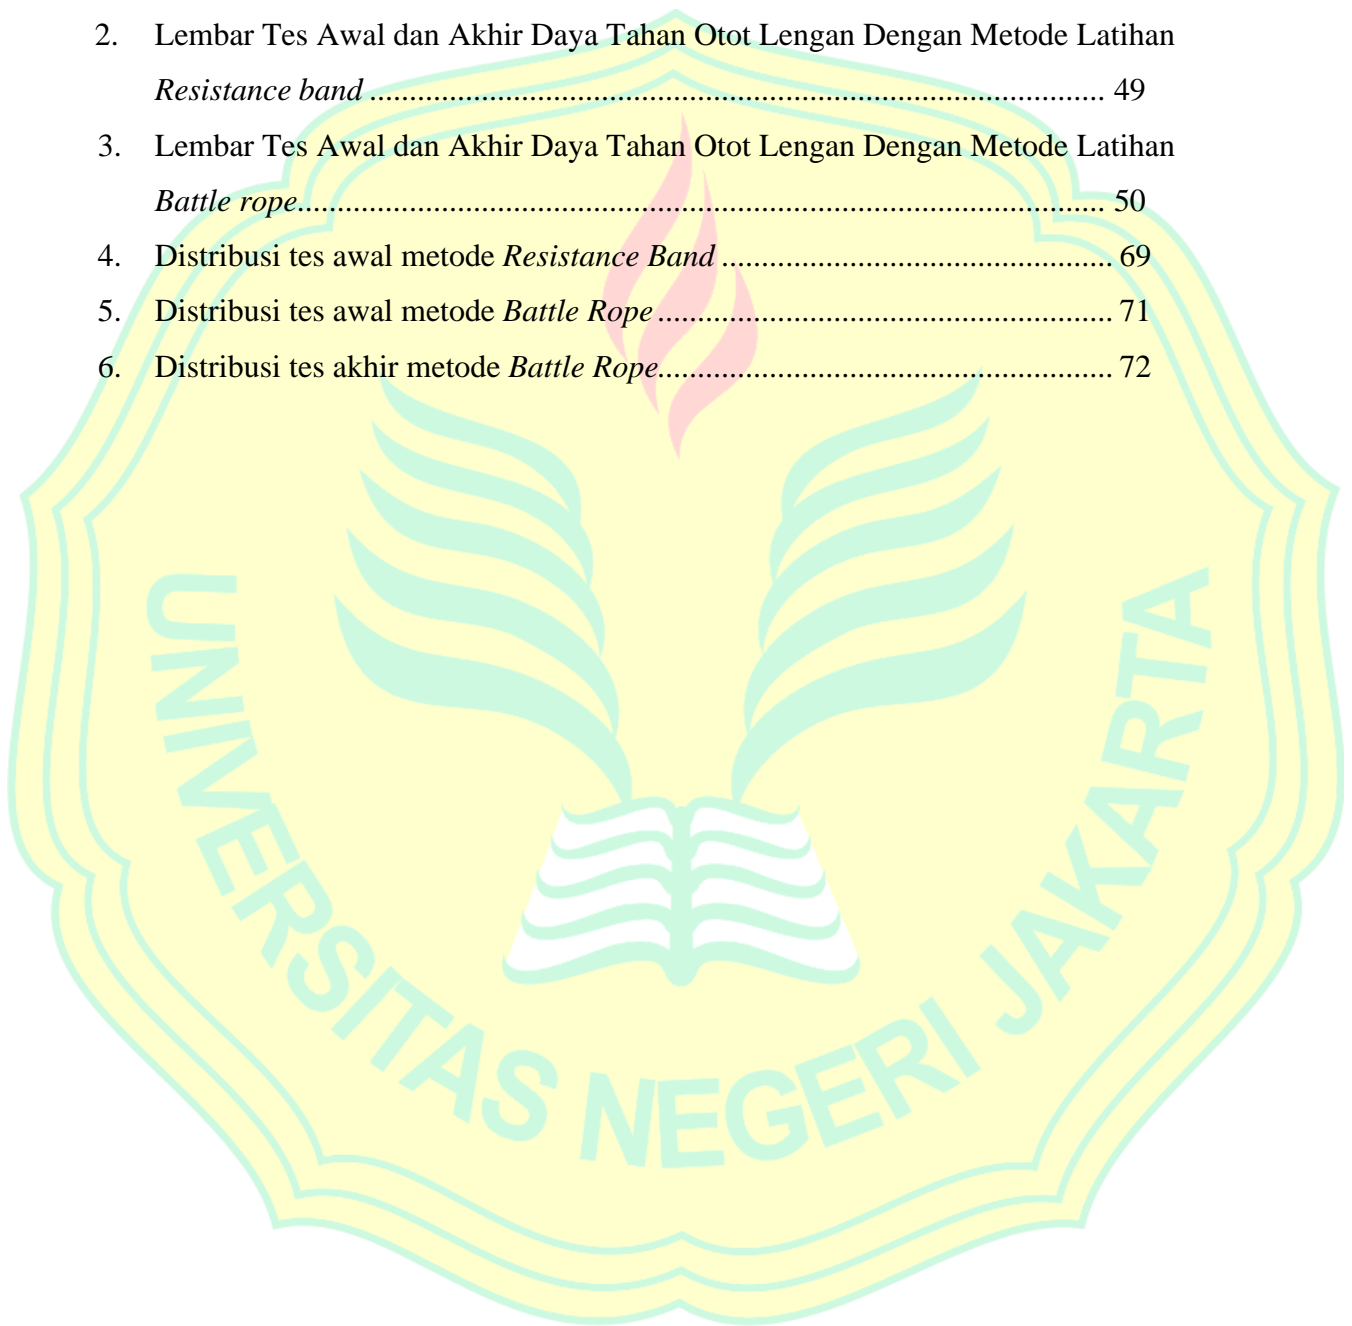 2. Lembar Tes Awal dan Akhir Daya Tahan Otot Lengan Dengan Metode Latihan
Resistance band ............................................................................................ 49
3. Lembar Tes Awal dan Akhir Daya Tahan Otot Lengan Dengan Metode Latihan
Battle rope..................................................................................................... 50
4. Distribusi tes awal metode Resistance Band ................................................. 69
5. Distribusi tes awal metode Battle Rope ......................................................... 71
6. Distribusi tes akhir metode Battle Rope......................................................... 72
UNIVERSITAS NEGERI JAKARTA